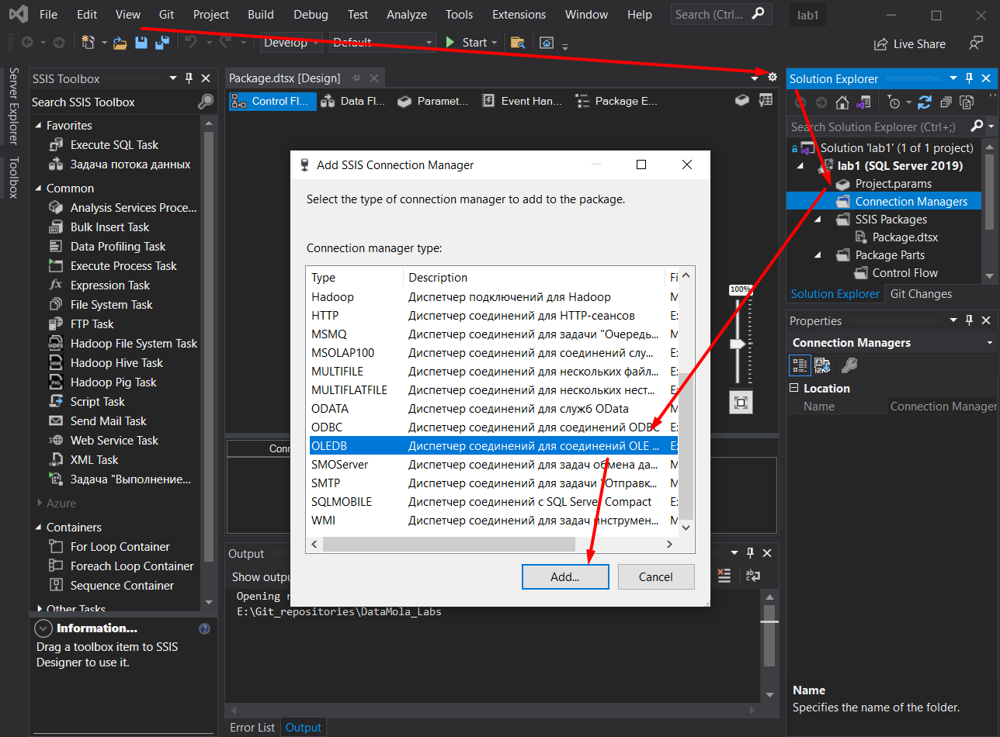 File Edit View Git Project Build Debug Test Analyze Tools Extensions Window Help Search (Ctrl... lab1
Develop Default Start Live Share
Server Explorer
Toolbox
SSIS Toolbox
Search SSIS Toolbox
Favorites
Execute SQL Task
Задача потока данных
Common
Analysis Services Proce...
Bulk Insert Task
Data Profiling Task
Execute Process Task
Expression Task
File System Task
FTP Task
Hadoop File System Task
Hadoop Hive Task
Hadoop Pig Task
Script Task
Send Mail Task
Web Service Task
XML Task
Задача "Выполнение...
Azure
Containers
For Loop Container
Foreach Loop Container
Sequence Container
Other Tasks
Information...
Drag a toolbox item to SSIS
Designer to use it.
Package.dtsx [Design]
Control Fl... Data Fl... Paramet... Event Han... Package E...
100%
Conn
Add SSIS Connection Manager
Select the type of connection manager to add to the package.
Connection manager type:
Type Description Fi
Hadoop Диспетчер подключений для Hadoop M
HTTP Диспетчер соединений для HTTP-сеансов E:
MSMQ Диспетчер соединений для задачи "Очередь... E:
MSOLAP100 Диспетчер соединений для соединений слу... E:
MULTIFILE Диспетчер соединений для нескольких файл... E:
MULTIFLATFILE Диспетчер соединений для нескольких нест... E:
ODATA Диспетчер соединений для служб OData M
ODBC Диспетчер соединений для соединений ODBC E:
OLEDB Диспетчер соединений для соединений OLE ... E:
SMOServer Диспетчер соединений для задач обмена да... M
SMTP Диспетчер соединений для задачи "Отправк... M
SQLMOBILE Диспетчер соединений с SQL Server Compact E:
WMI Диспетчер соединений для задач инструмен... M
Add... Cancel
Output
Show outpu
Opening r
E:\Git_repositories\DataMola_Labs
Error List Output
Solution Explorer
Search Solution Explorer (Ctrl+;)
Solution 'lab1' (1 of 1 project)
lab1 (SQL Server 2019)
Project.params
Connection Managers
SSIS Packages
Package.dtsx
Package Parts
Control Flow
Solution Explorer Git Changes
Properties
Connection Managers
Location
Name Connection Manager
Name
Specifies the name of the folder.